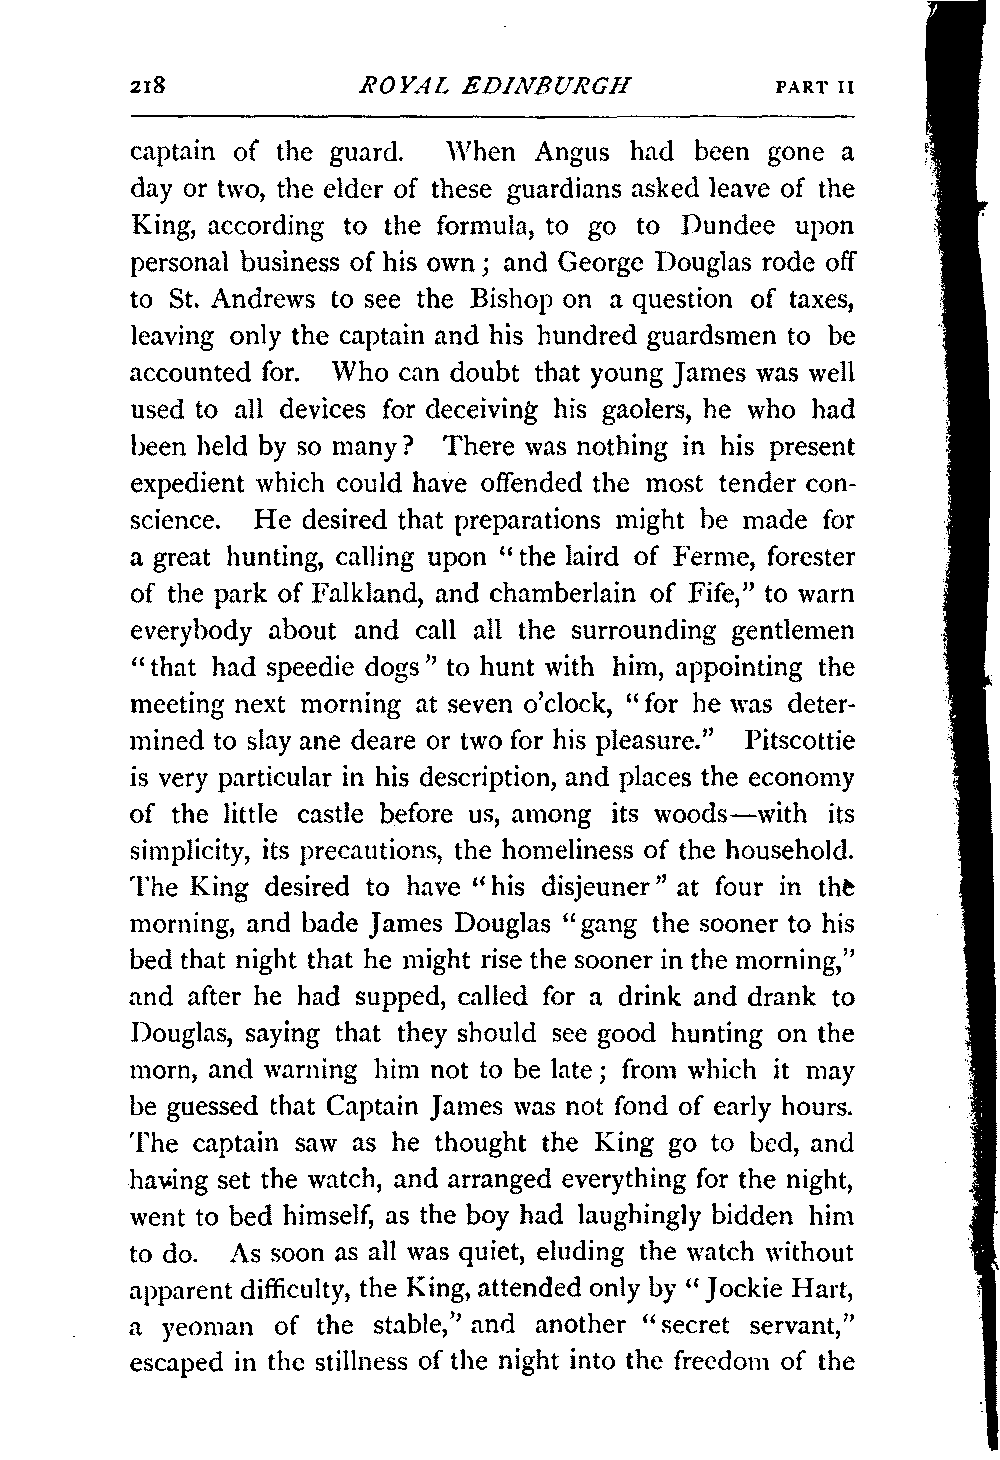 218 ROYAL EDINBURGH PART II
captain of the guard. When Angus had been gone a
day or two, the elder of these guardians asked leave of the
King, according to the formula, to go to Dundee upon
personal business of his own; and George Douglas rode off
to St. Andrews to see the Bishop on a question of taxes,
leaving only the captain and his hundred guardsmen to be
accounted for. Who can doubt that young James was well
used to all devices for deceiving his gaolers, he who had
been held by so many? There was nothing in his present
expedient which could have offended the most tender con-
science. He desired that preparations might be made for
a great hunting, calling upon "the laird of Ferme, forester
of the park of Falkland, and chamberlain of Fife," to warn
everybody about and call all the surrounding gentlemen
"that had speedie dogs" to hunt with him, appointing the
meeting next morning at seven o'clock, "for he was deter-
mined to slay ane deare or two for his pleasure." Pitscottie
is very particular in his description, and places the economy
of the little castle before us, among its woods—with its
simplicity, its precautions, the homeliness of the household.
The King desired to have "his disjeuner" at four in the
morning, and bade James Douglas "gang the sooner to his
bed that night that he might rise the sooner in the morning,"
and after he had supped, called for a drink and drank to
Douglas, saying that they should see good hunting on the
morn, and warning him not to be late; from which it may
be guessed that Captain James was not fond of early hours.
The captain saw as he thought the King go to bed, and
having set the watch, and arranged everything for the night,
went to bed himself, as the boy had laughingly bidden him
to do. As soon as all was quiet, eluding the watch without
apparent difficulty, the King, attended only by "Jockie Hart,
a yeoman of the stable," and another "secret servant,"
escaped in the stillness of the night into the freedom of the